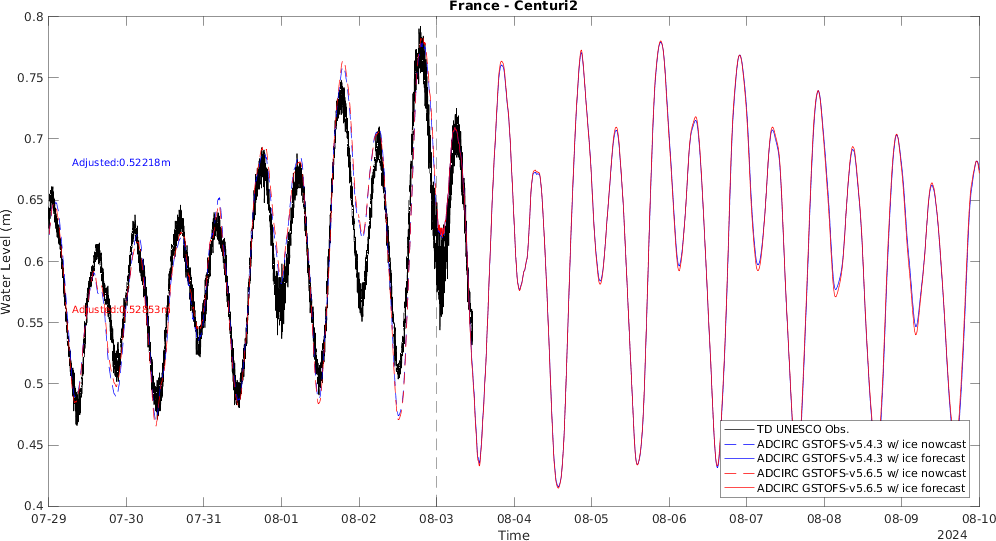 France - Centuri2
0.8
0.75
0.7
0.65
0.6
0.55
0.5
0.45
0.4
Water Level (m)
Adjusted:0.52218m
Adjusted:0.52853m
TD UNESCO Obs.
ADCIRC GSTOFS-v5.4.3 w/ ice nowcast
ADCIRC GSTOFS-v5.4.3 w/ ice forecast
ADCIRC GSTOFS-v5.6.5 w/ ice nowcast
ADCIRC GSTOFS-v5.6.5 w/ ice forecast
07-29 07-30 07-31 08-01 08-02 08-03 08-04 08-05 08-06 08-07 08-08 08-09 08-10
Time
2024